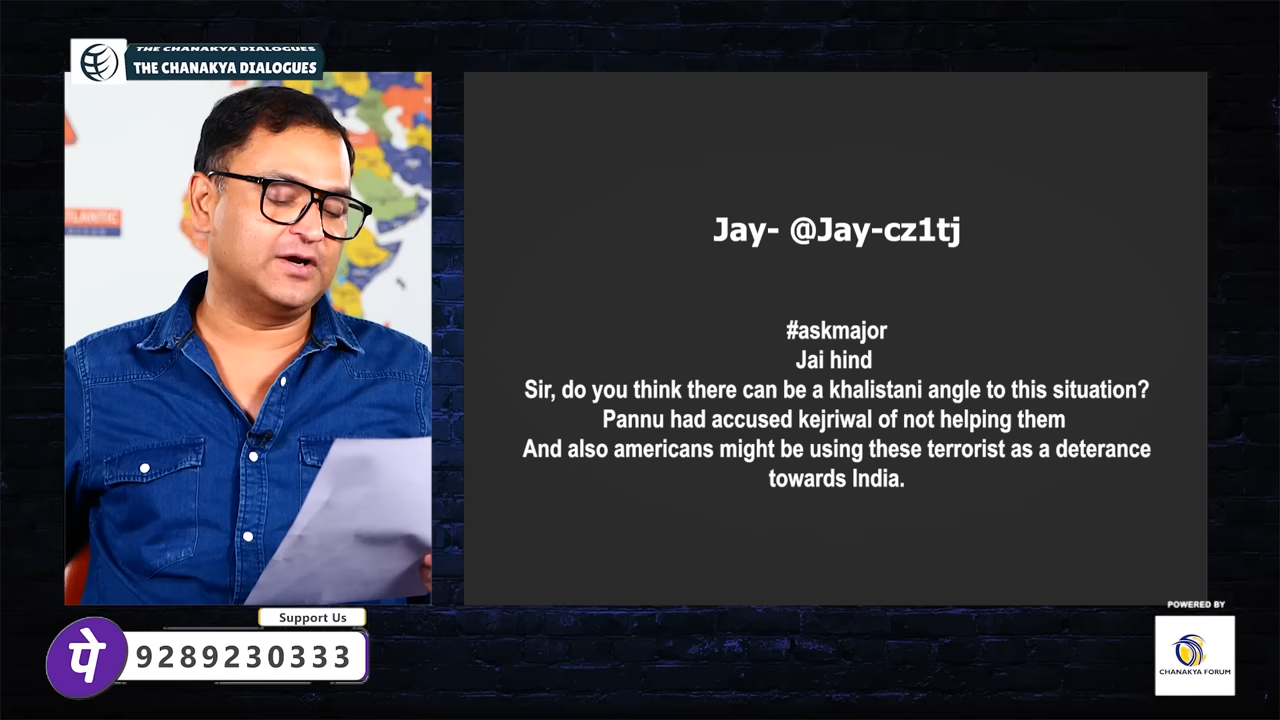 THE CHANAKYA DIALOGUES
THE CHANAKYA DIALOGUES
Jay- @Jay-cz1tj
#askmajor
Jai hind
Sir, do you think there can be a khalistani angle to this situation?
Pannu had accused kejriwal of not helping them
And also americans might be using these terrorist as a deterance
towards India.
Support Us
पे
9289230333
POWERED BY
CHANAKYA FORUM